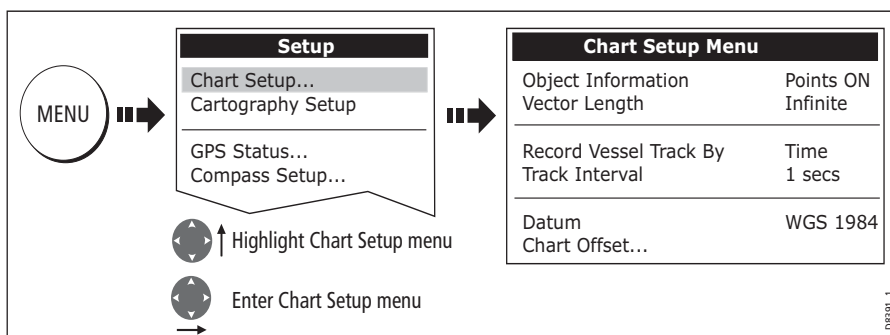 MENU
Setup
Chart Setup...
Cartography Setup
GPS Status...
Compass Setup...
Highlight Chart Setup menu
Enter Chart Setup menu
Chart Setup Menu
Object Information Points ON
Vector Length Infinite
Record Vessel Track By Time
Track Interval 1 secs
Datum WGS 1984
Chart Offset...
D8391_1